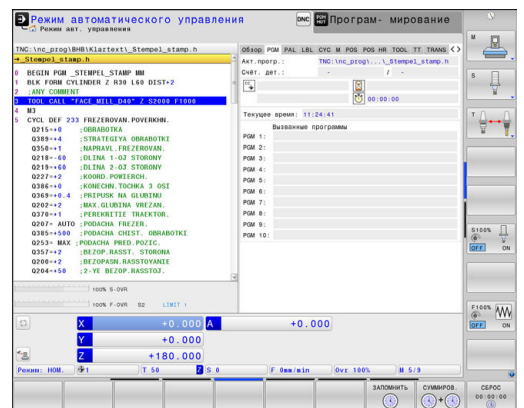 Режим автоматического управления
Режим авт. управления
DNC
Програм- мирование
TNC:\nc_prog\BHB\Klartext\_Stempel_stamp.h
→_Stempel_stamp.h
0 BEGIN PGM _STEMPEL_STAMP MM
1 BLK FORM CYLINDER Z R30 L60 DIST+2
2 ;ANY COMMENT
3 TOOL CALL "FACE_MILL_D40" Z S2000 F1000
4 M3
5 CYCL DEF 233 FREZEROVAN.POVERKHN.
Q215=+0 ;OBRABOTKA
Q389=+4 ;STRATEGIYA OBRABOTKI
Q350=+1 ;NAPRAVL.FREZEROVAN.
Q218=-60 ;DLINA 1-OJ STORONY
Q219=+60 ;DLINA 2-OJ STORONY
Q227=+2 ;KOORD.POWIERCH.
Q386=+0 ;KONECHN.TOCHKA 3 OSI
Q369=+0.4 ;PRIPUSK NA GLUBINU
Q202=+2 ;MAX.GLUBINA VREZAN.
Q370=+1 ;PEREKRITIE TRAEKTOR.
Q207= AUTO ;PODACHA FREZER.
Q385=+500 ;PODACHA CHIST. OBRABOTKI
Q253= MAX ;PODACHA PRED.POZIC.
Q357=+2 ;BEZOP.RASST. STORONA
Q200=+2 ;BEZOPASN.RASSTOYANIE
Q204=+50 ;2-YE BEZOP.RASSTOJ.
100% S-OVR
100% F-OVR S2 LIMIT 1
Обзор PGM PAL LBL CYC M POS POS HR TOOL TT TRANS
Акт.прогр.: TNC:\nc_prog\...\_Stempel_stamp.h
Счёт. дет.: - / -
00:00:00
Текущее время: 11:24:41
Вызванные программы
PGM 1:
PGM 2:
PGM 3:
PGM 4:
PGM 5:
PGM 6:
PGM 7:
PGM 8:
PGM 9:
PGM 10:
X +0.000 A +0.000
Y +0.000
Z +180.000
Режим: НОМ. 1 T 50 Z S 0 F 0mm/min Ovr 100% M 5/9
ЗАПОМНИТЬ
СУММИРОВ.
СБРОС
00:00:00
M
S
T
S100%
OFF ON
F100%
OFF ON